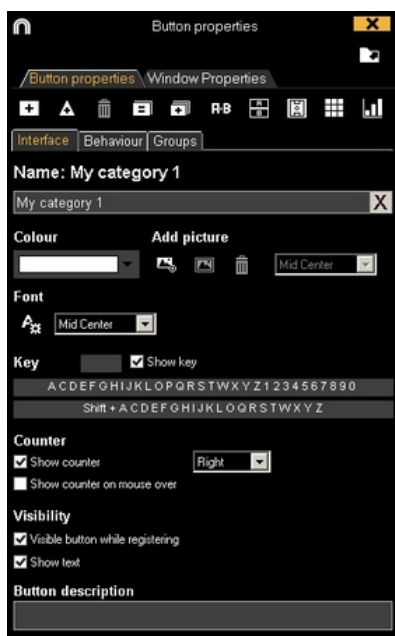 Button properties
X
Button properties Window Properties
A-B
Interface Behaviour Groups
Name: My category 1
My category 1 X
Colour Add picture
Mid Center
Font
Mid Center
Key Show key
A C D E F G H I J K L O P Q R S T W X Y Z 1 2 3 4 5 6 7 8 9 0
Shift + A C D E F G H I J K L O Q R S T W X Y Z
Counter
Show counter Right
Show counter on mouse over
Visibility
Visible button while registering
Show text
Button description